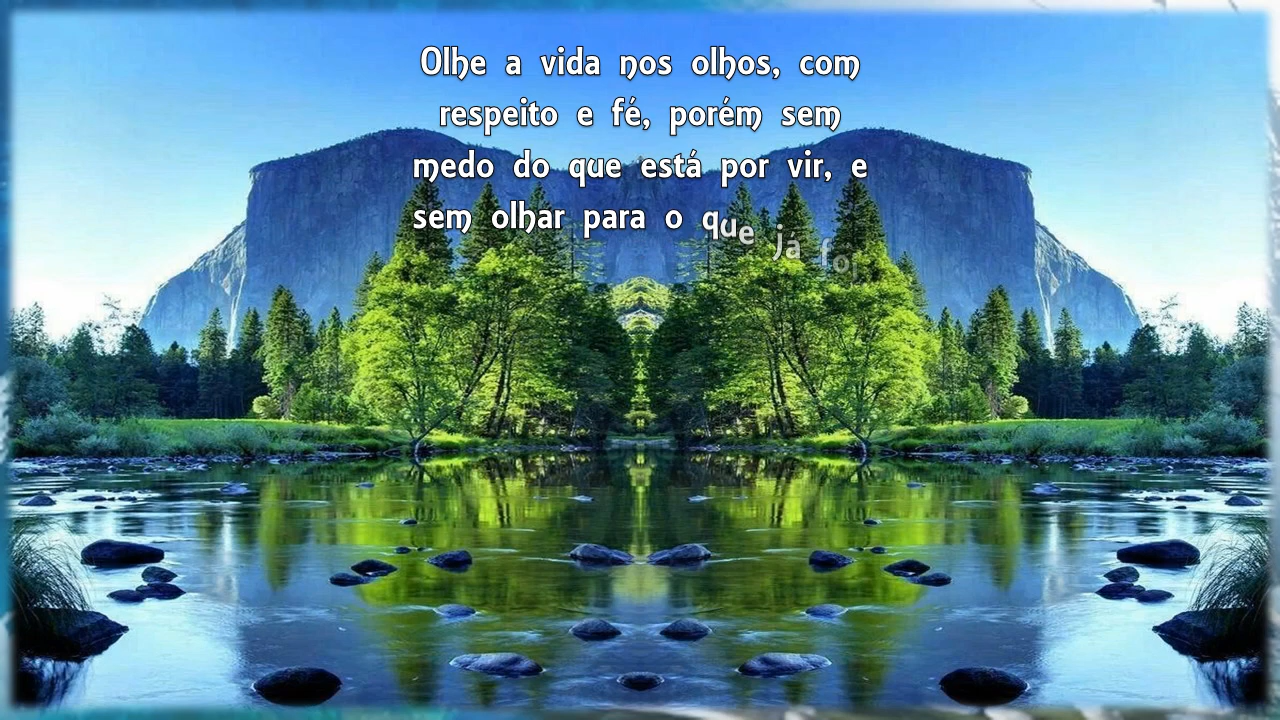 Olhe a vida nos olhos, com
respeito e fé, porém sem
medo do que está por vir, e
sem olhar para o que já foi